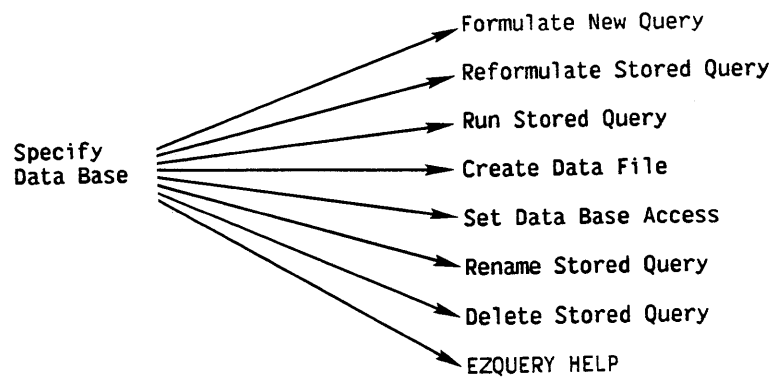 Specify
Data Base
Formulate New Query
Reformulate Stored Query
Run Stored Query
Create Data File
Set Data Base Access
Rename Stored Query
Delete Stored Query
EZQUERY HELP